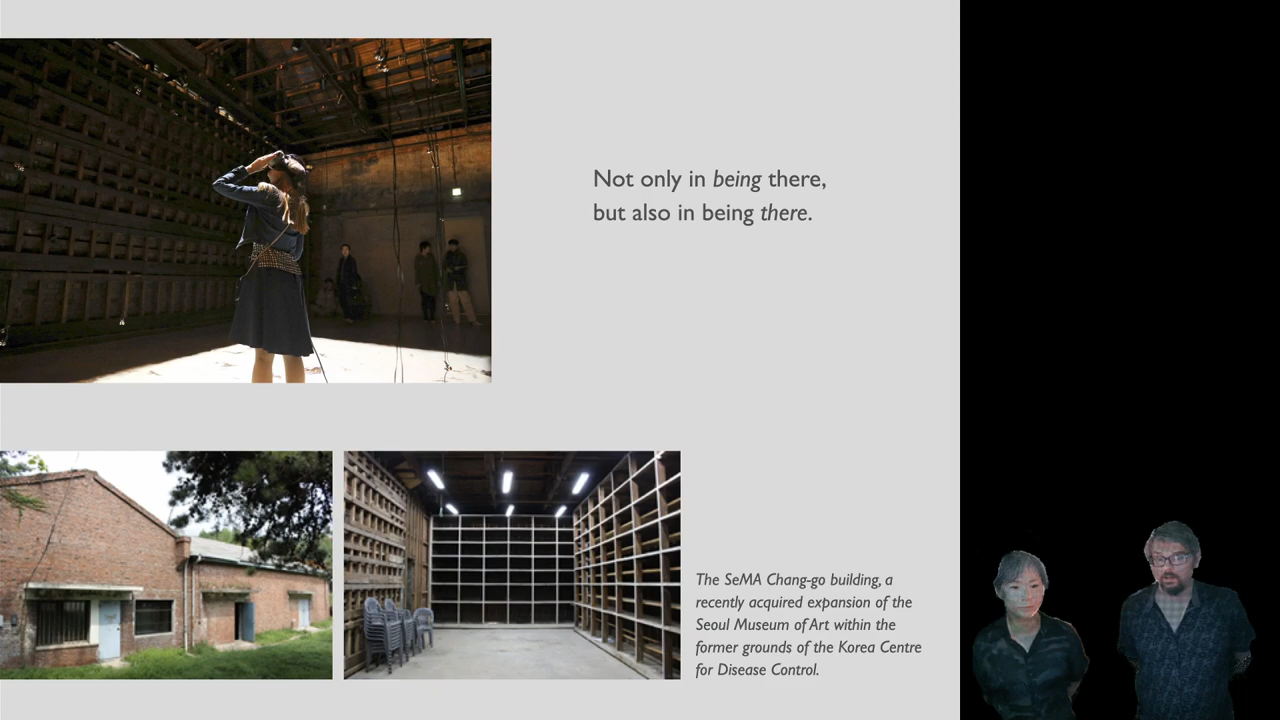 Not only in being there,
but also in being there.
The SeMA Chang-go building, a
recently acquired expansion of the
Seoul Museum of Art within the
former grounds of the Korea Centre
for Disease Control.